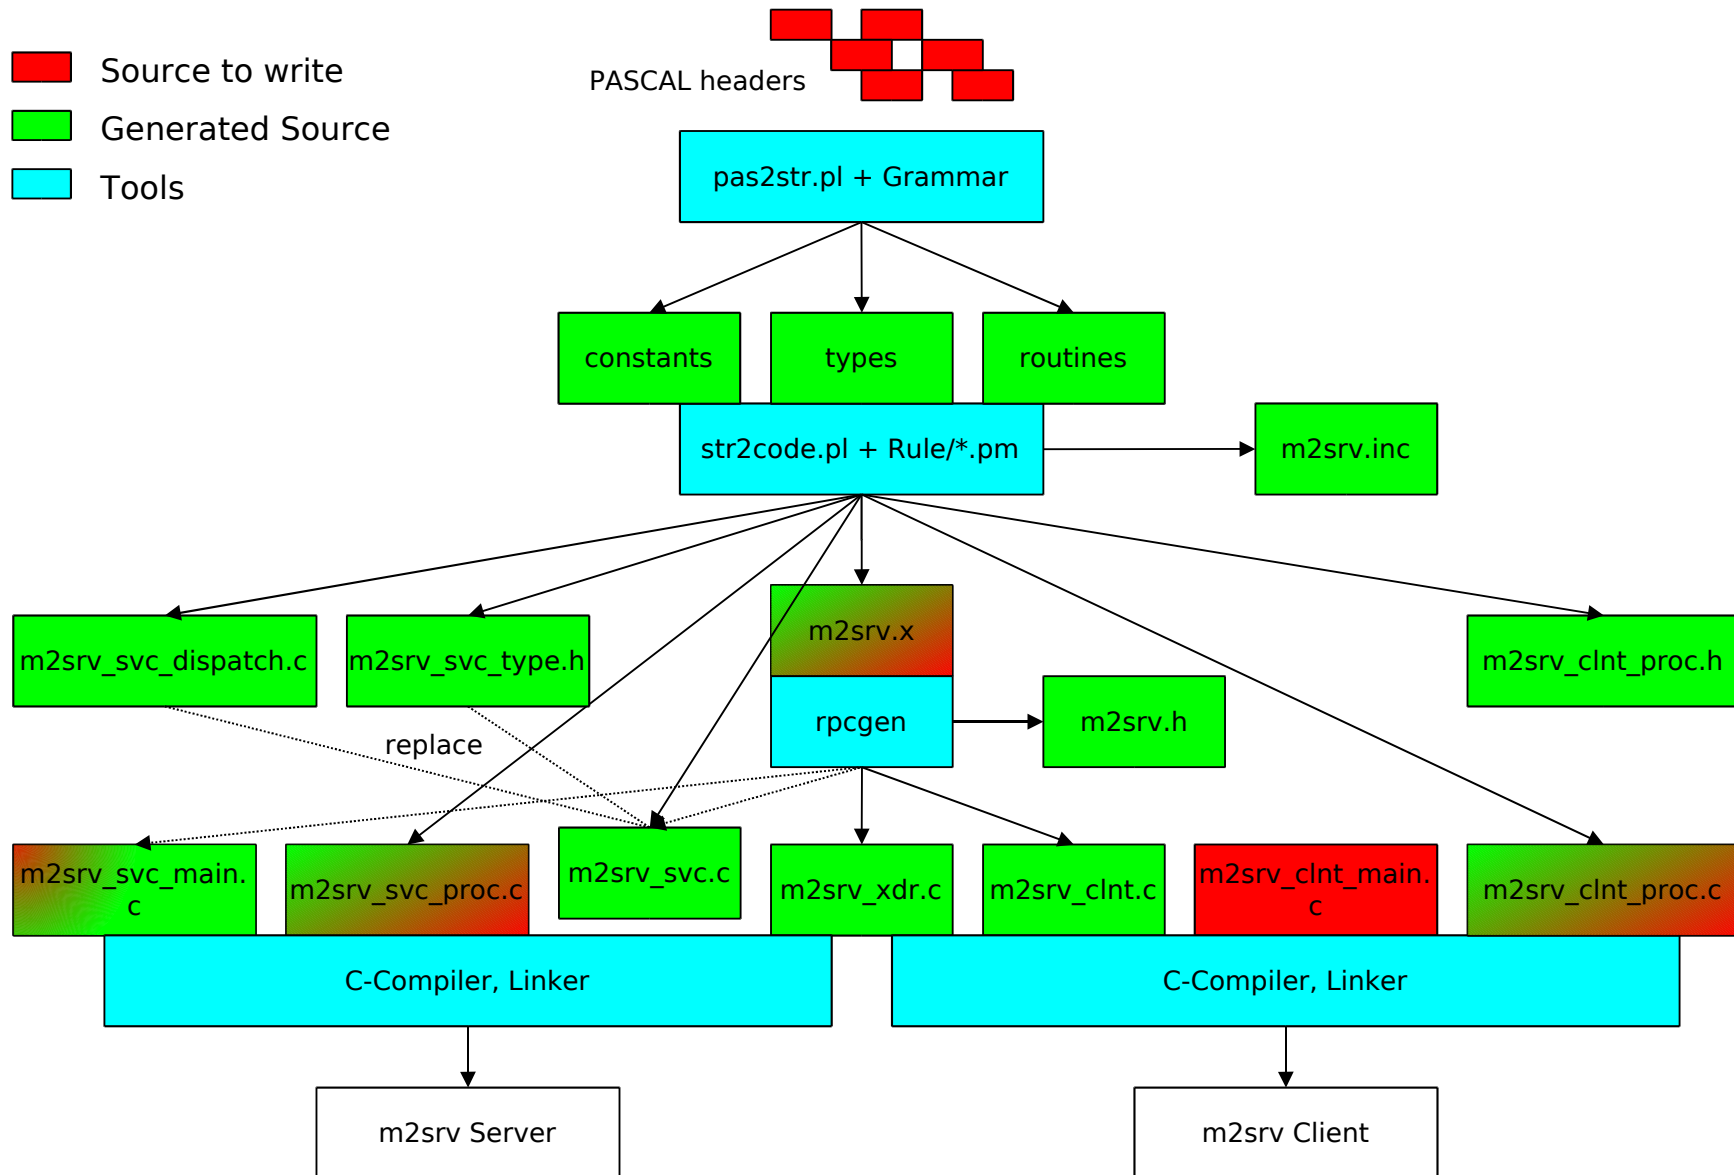 Source to write
PASCAL headers
Generated Source
Tools
pas2str.pl + Grammar
constants
types
routines
str2code.pl + Rule/*.pm
m2srv.inc
m2srv_svc_dispatch.c
m2srv_svc_type.h
m2srv.x
m2srv_clnt_proc.h
rpcgen
m2srv.h
replace
m2srv_svc_main.
c
m2srv_svc_proc.c
m2srv_svc.c
m2srv_xdr.c
m2srv_clnt.c
m2srv_clnt_main.
c
m2srv_clnt_proc.c
C-Compiler, Linker
C-Compiler, Linker
m2srv Server
m2srv Client